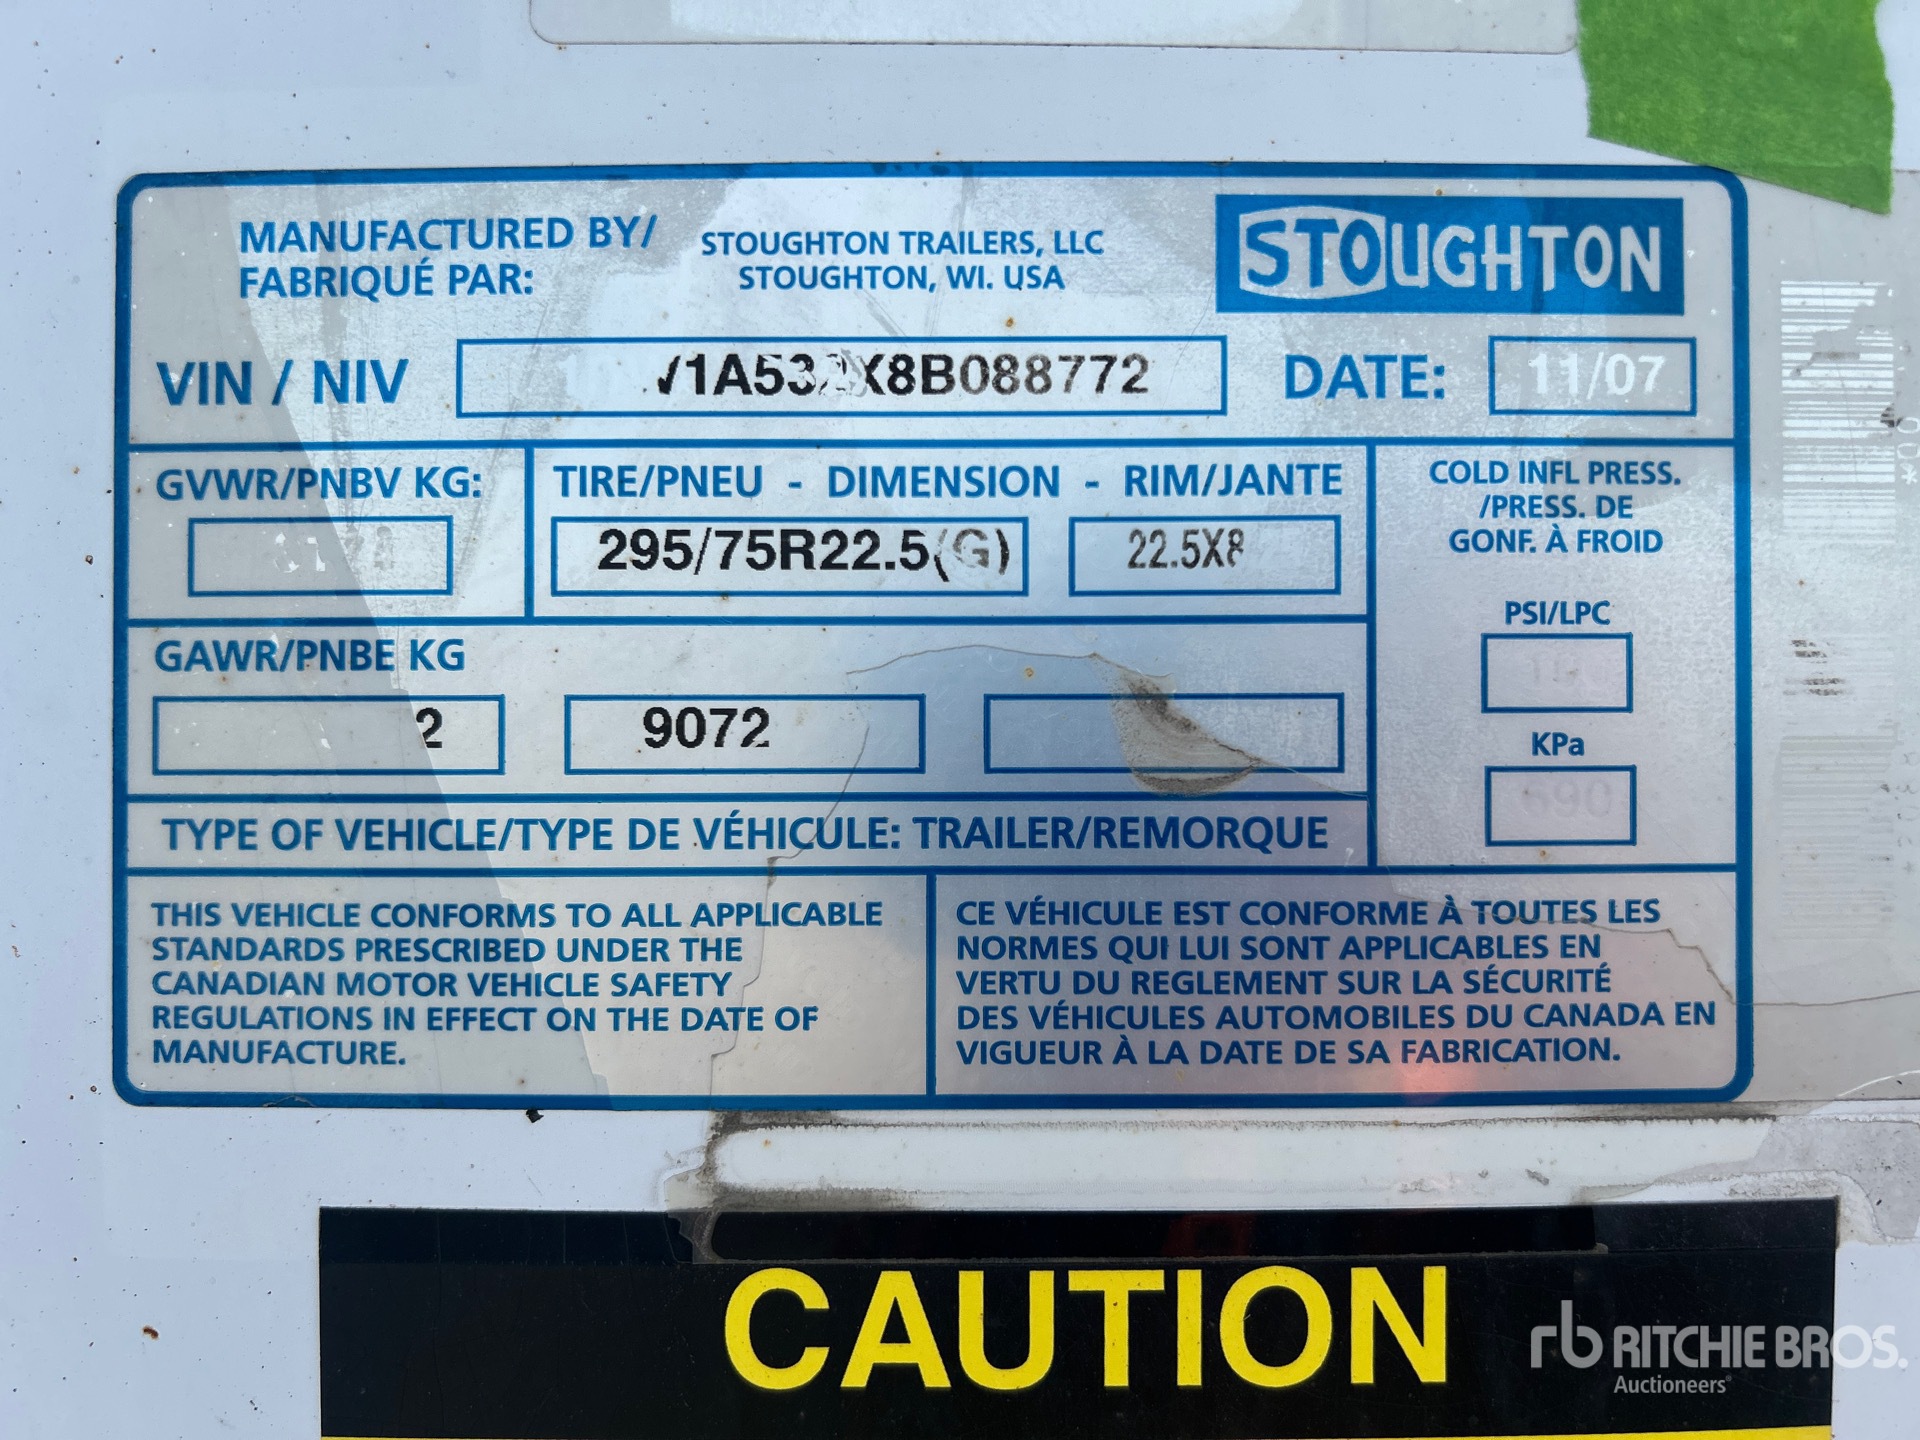 MANUFACTURED BY/
FABRIQUÉ PAR:
STOUGHTON TRAILERS, LLC
STOUGHTON, WI. USA
STOUGHTON
VIN / NIV
DATE: 11/07
GVWR/PNBV KG:
TIRE/PNEU - DIMENSION - RIM/JANTE
295/75R22.5(G) 22.5X8
COLD INFL PRESS.
/PRESS. DE
GONF. À FROID
PSI/LPC
KPa
GAWR/PNBE KG
9072
TYPE OF VEHICLE/TYPE DE VÉHICULE: TRAILER/REMORQUE
THIS VEHICLE CONFORMS TO ALL APPLICABLE
STANDARDS PRESCRIBED UNDER THE
CANADIAN MOTOR VEHICLE SAFETY
REGULATIONS IN EFFECT ON THE DATE OF
MANUFACTURE.
CE VÉHICULE EST CONFORME À TOUTES LES
NORMES QUI LUI SONT APPLICABLES EN
VERTU DU REGLEMENT SUR LA SÉCURITÉ
DES VÉHICULES AUTOMOBILES DU CANADA EN
VIGUEUR À LA DATE DE SA FABRICATION.
CAUTION
rb RITCHIE BROS.
Auctioneers